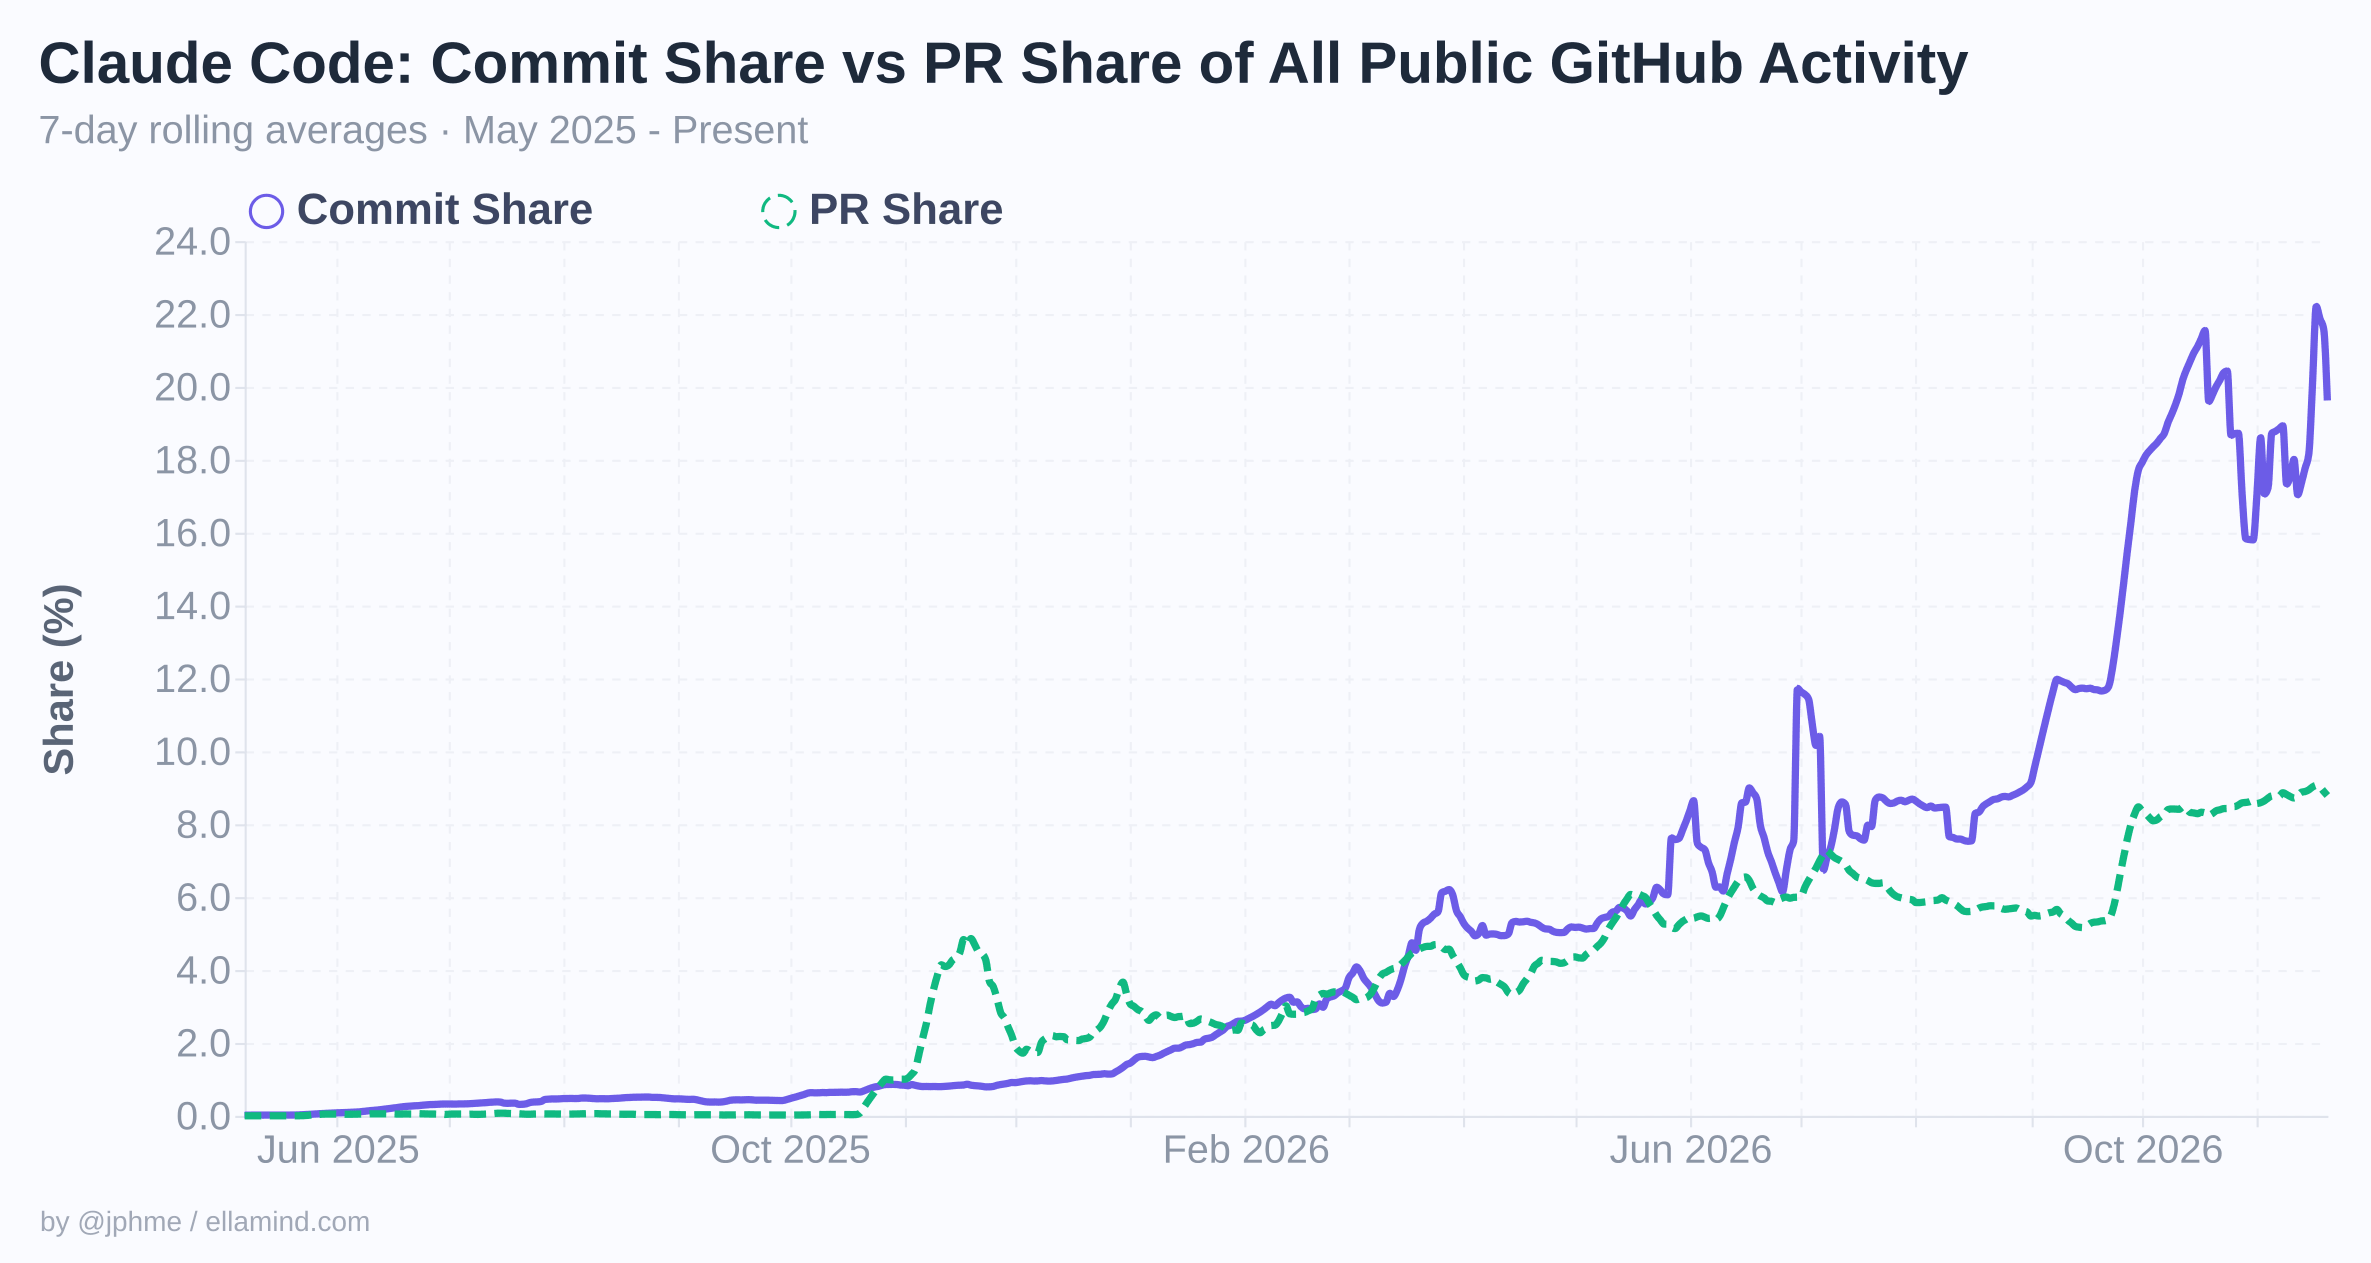 Claude Code: Commit Share vs PR Share of All Public GitHub Activity
7-day rolling averages · May 2025 - Present
Commit Share
PR Share
24.0
22.0
20.0
18.0
16.0
14.0
12.0
10.0
8.0
6.0
4.0
2.0
0.0
Share (%)
Jun 2025
Oct 2025
Feb 2026
Jun 2026
Oct 2026
by @jphme / ellamind.com